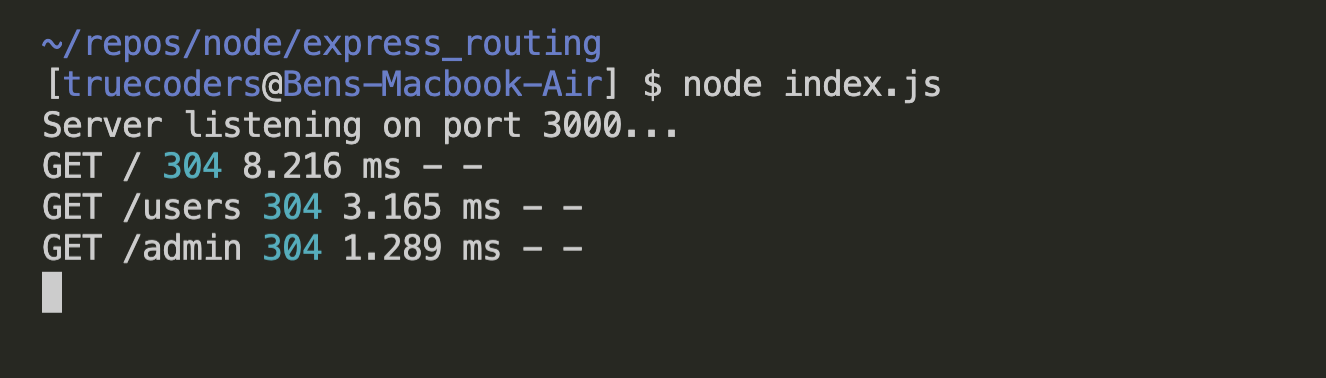 ~/repos/node/express_routing
[truecoders@Bens-Macbook-Air] $ node index.js
Server listening on port 3000...
GET / 304 8.216 ms - -
GET /users 304 3.165 ms - -
GET /admin 304 1.289 ms - -